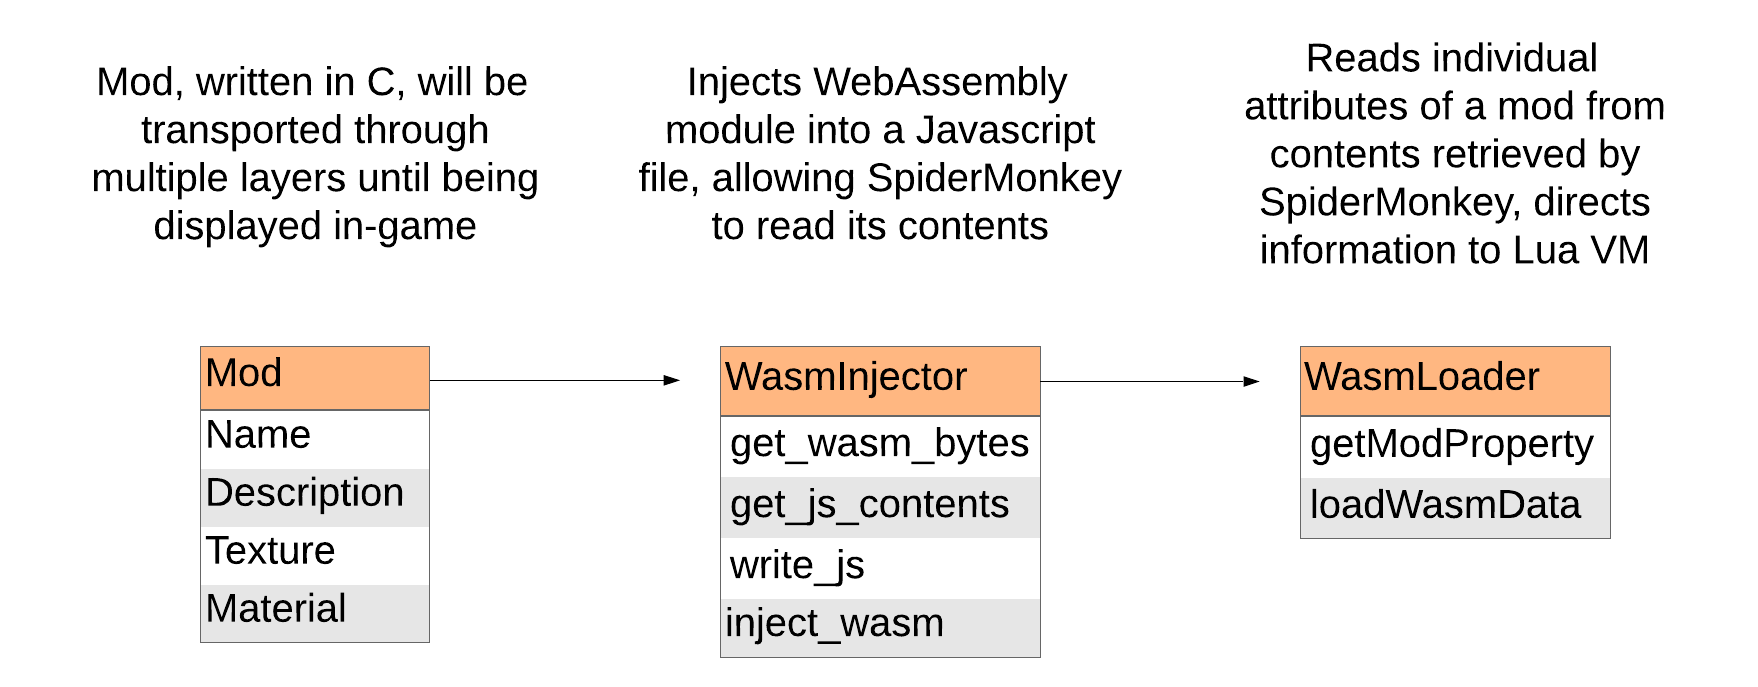 Mod, written in C, will be
transported through
multiple layers until being
displayed in-game
Injects WebAssembly
module into a Javascript
file, allowing SpiderMonkey
to read its contents
Reads individual
attributes of a mod from
contents retrieved by
SpiderMonkey, directs
information to Lua VM
Mod
Name
Description
Texture
Material
WasmInjector
get_wasm_bytes
get_js_contents
write_js
inject_wasm
WasmLoader
getModProperty
loadWasmData